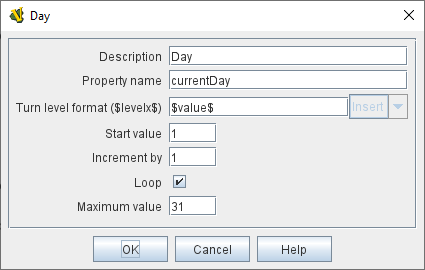 Day
Description Day
Property name currentDay
Turn level format ($levelx$) $value$ Insert
Start value 1
Increment by 1
Loop
Maximum value 31
OK Cancel Help